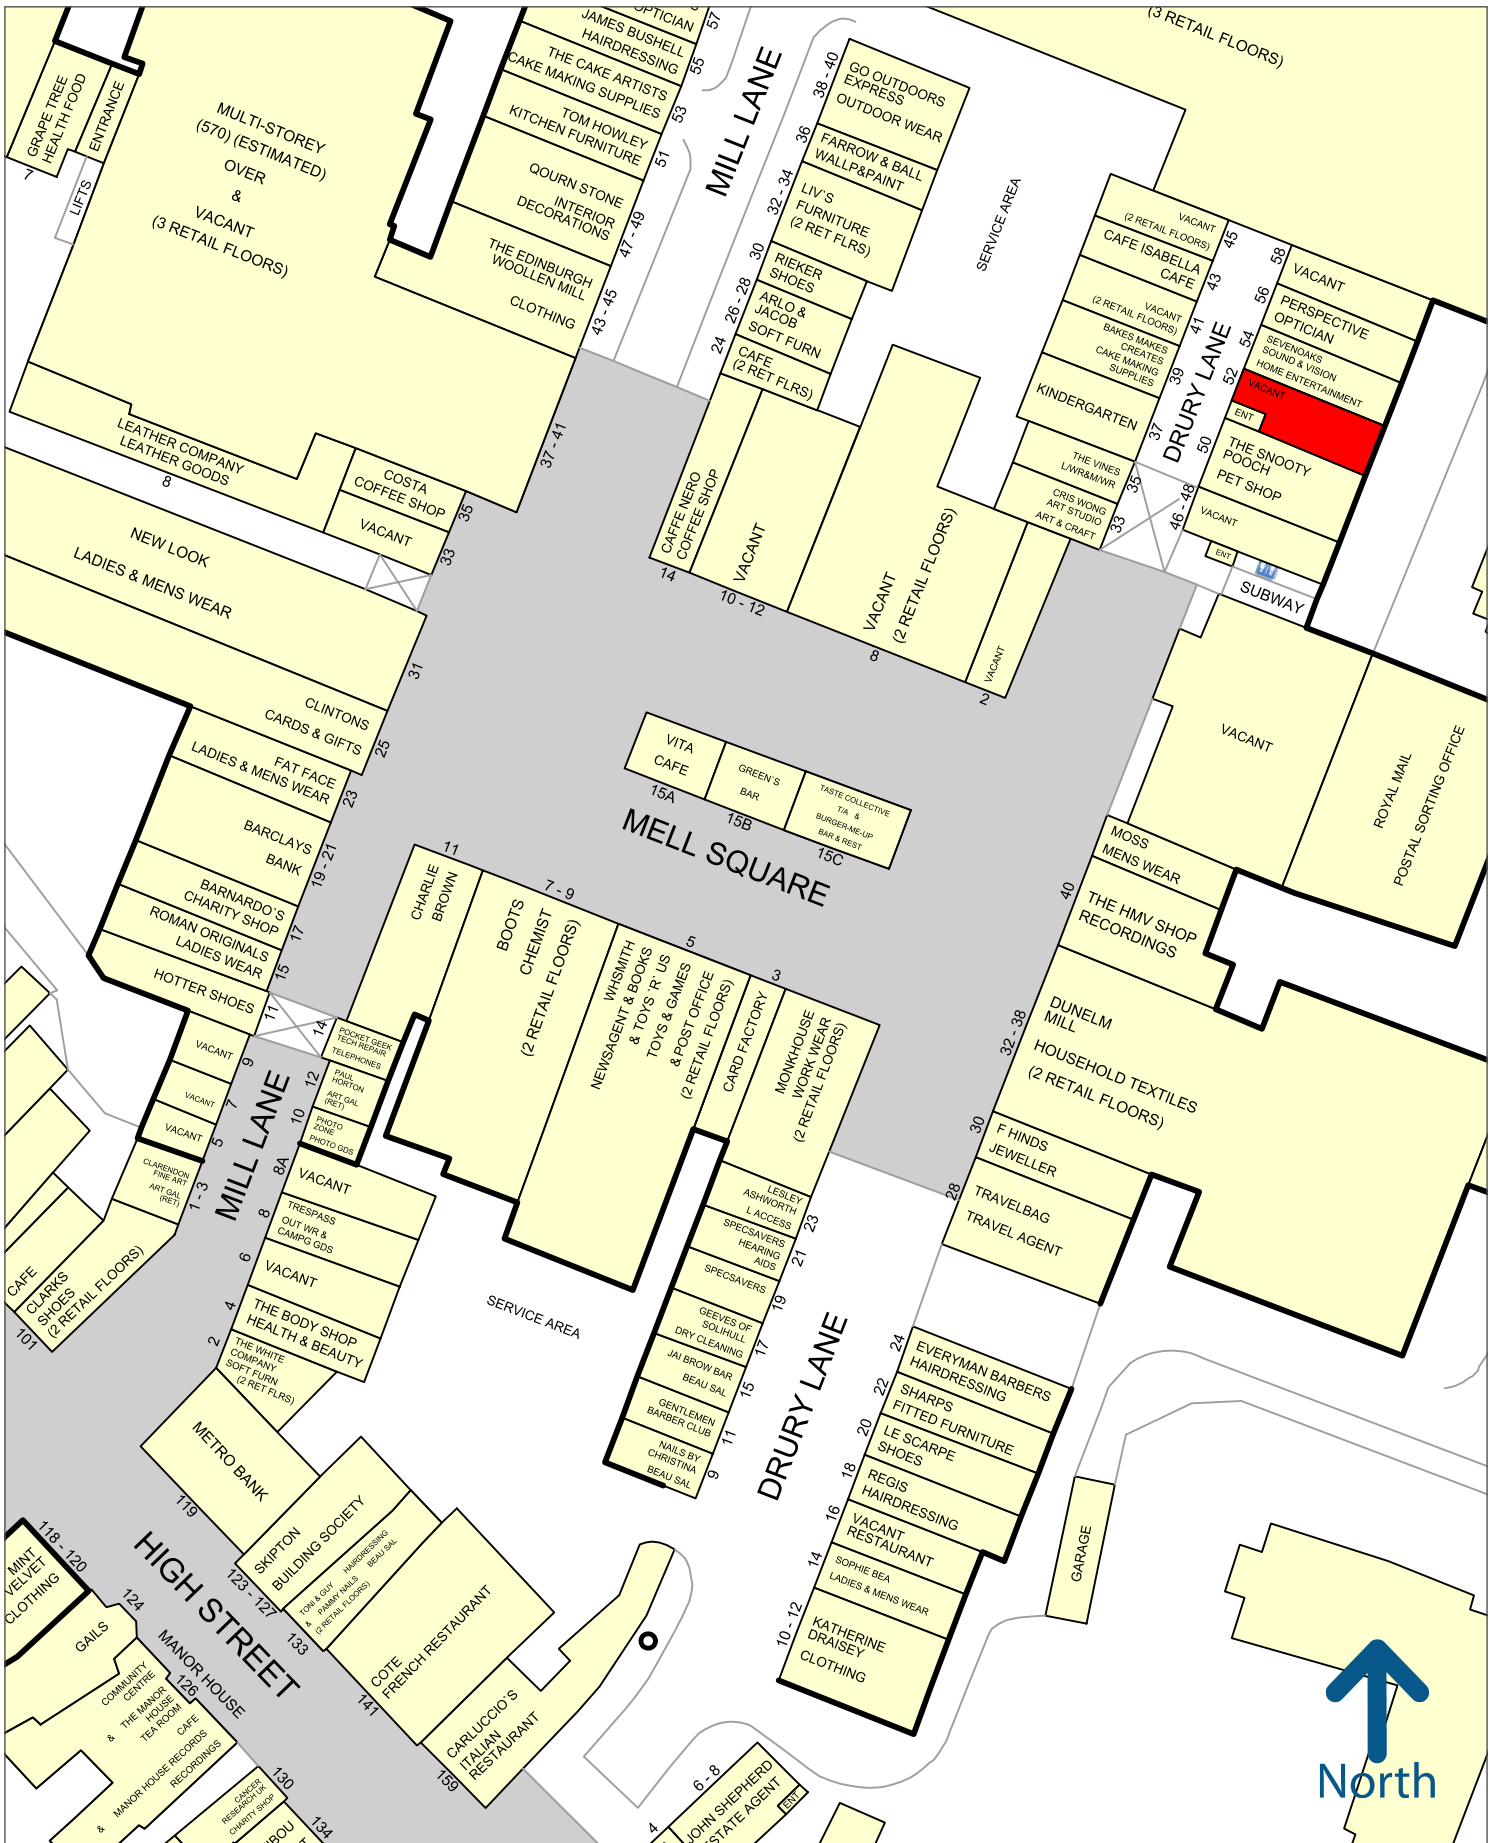 (3 RETAIL FLOORS)
GRAPE TREE
HEALTH FOOD
7
ENTRANCE
LIFTS
MULTI-STOREY
(570) (ESTIMATED)
OVER
&
VACANT
(3 RETAIL FLOORS)
OPTICIAN
57
JAMES BUSHELL
HAIRDRESSING
55
THE CAKE ARTISTS
CAKE MAKING SUPPLIES
53
TOM HOWLEY
KITCHEN FURNITURE
51
QOURN STONE
INTERIOR
DECORATIONS
47 - 49
THE EDINBURGH
WOOLLEN MILL
CLOTHING
43 - 45
37 - 41
MILL LANE
38 - 40
GO OUTDOORS
EXPRESS
OUTDOOR WEAR
36
FARROW & BALL
WALLP&PAINT
32 - 34
LIV`S
FURNITURE
(2 RET FLRS)
30
RIEKER
SHOES
26 - 28
ARLO &
JACOB
SOFT FURN
24
CAFE
(2 RET FLRS)
SERVICE AREA
VACANT
(2 RETAIL FLOORS)
45
CAFE ISABELLA
CAFE
43
VACANT
(2 RETAIL FLOORS)
41
BAKES MAKES
CREATES
CAKE MAKING
SUPPLIES
39
KINDERGARTEN
37
THE VINES
L/WR&M/WR
35
CRIS WONG
ART STUDIO
ART & CRAFT
33
DRURY LANE
58
VACANT
56
PERSPECTIVE
OPTICIAN
54
SEVENOAKS
SOUND & VISION
HOME ENTERTAINMENT
52
VACANT
ENT
50
THE SNOOTY
POOCH
PET SHOP
46 - 48
VACANT
ENT
SUBWAY
LEATHER COMPANY
LEATHER GOODS
8
COSTA
COFFEE SHOP
35
VACANT
33
NEW LOOK
LADIES & MENS WEAR
31
CLINTONS
CARDS & GIFTS
25
FAT FACE
LADIES & MENS WEAR
23
BARCLAYS
BANK
19 - 21
BARNARDO`S
CHARITY SHOP
17
ROMAN ORIGINALS
LADIES WEAR
15
HOTTER SHOES
11
CAFFE NERO
COFFEE SHOP
14
VACANT
10 - 12
VACANT
(2 RETAIL FLOORS)
8
VACANT
2
VITA
CAFE
15A
GREEN`S
BAR
15B
TASTE COLLECTIVE
T/A &
BURGER-ME-UP
BAR & REST
15C
MELL SQUARE
VACANT
ROYAL MAIL
POSTAL SORTING OFFICE
MOSS
MENS WEAR
40
THE HMV SHOP
RECORDINGS
32 - 38
DUNELM
MILL
HOUSEHOLD TEXTILES
(2 RETAIL FLOORS)
30
F HINDS
JEWELLER
28
TRAVELBAG
TRAVEL AGENT
11
CHARLIE
BROWN
7 - 9
BOOTS
CHEMIST
(2 RETAIL FLOORS)
5
WHSMITH
NEWSAGENT & BOOKS
& TOYS `R` US
TOYS & GAMES
&POST OFFICE
(2 RETAIL FLOORS)
3
CARD FACTORY
MONKHOUSE
WORK WEAR
(2 RETAIL FLOORS)
VACANT
9
VACANT
7
VACANT
5
CLARENDON
FINE ART
ART GAL
(RET)
1 - 3
MILL LANE
14
POCKET GEEK
TECH REPAIR
TELEPHONES
12
PAUL
HORTON
ART GAL
(RET)
10
PHOTO
ZONE
PHOTO GDS
8A
VACANT
8
TRESPASS
OUT WR &
CAMPG GDS
6
VACANT
4
THE BODY SHOP
HEALTH & BEAUTY
2
THE WHITE
COMPANY
SOFT FURN
(2 RET FLRS)
CAFE
CLARKS
SHOES
(2 RETAIL FLOORS)
101
SERVICE AREA
LESLEY
ASHWORTH
L ACCESS
23
SPECSAVERS
HEARING
AIDS
21
SPECSAVERS
19
GEEVES OF
SOLIHULL
DRY CLEANING
17
JAI BROW BAR
BEAU SAL
15
GENTLEMEN
BARBER CLUB
11
NAILS BY
CHRISTINA
BEAU SAL
9
DRURY LANE
24
EVERYMAN BARBERS
HAIRDRESSING
22
SHARPS
FITTED FURNITURE
20
LE SCARPE
SHOES
18
REGIS
HAIRDRESSING
16
VACANT
RESTAURANT
14
SOPHIE BEA
LADIES & MENS WEAR
10 - 12
KATHERINE
DRAISEY
CLOTHING
GARAGE
METRO BANK
119
SKIPTON
BUILDING SOCIETY
123 - 127
TONI & GUY HAIRDRESSING
& PAMMY NAILS BEAU SAL
(2 RETAIL FLOORS)
133
COTE
FRENCH RESTAURANT
141
CARLUCCIO`S
ITALIAN
RESTAURANT
159
HIGH STREET
118 - 120
MINT
VELVET
CLOTHING
124
GAILS
MANOR HOUSE
COMMUNITY
CENTRE
& THE MANOR
HOUSE
TEA ROOM
CAFE
& MANOR HOUSE RECORDS
RECORDINGS
126
130
CANCER
RESEARCH UK
CHARITY SHOP
134
4
6 - 8
JOHN SHEPHERD
ESTATE AGENT
ENT
North